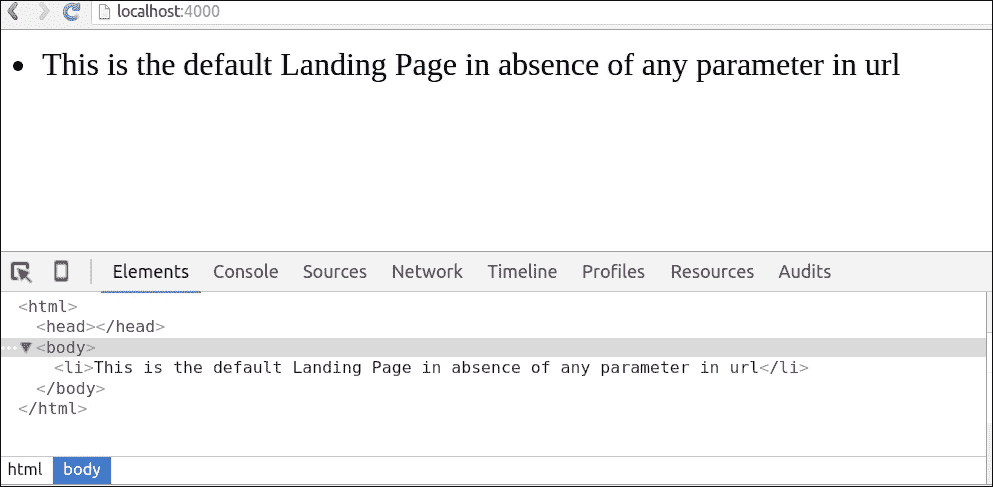 localhost:4000
• This is the default Landing Page in absence of any parameter in url
Elements Console Sources Network Timeline Profiles Resources Audits
<html>
<head></head>
... ▼ <body>
<li>This is the default Landing Page in absence of any parameter in url</li>
</body>
</html>
html body